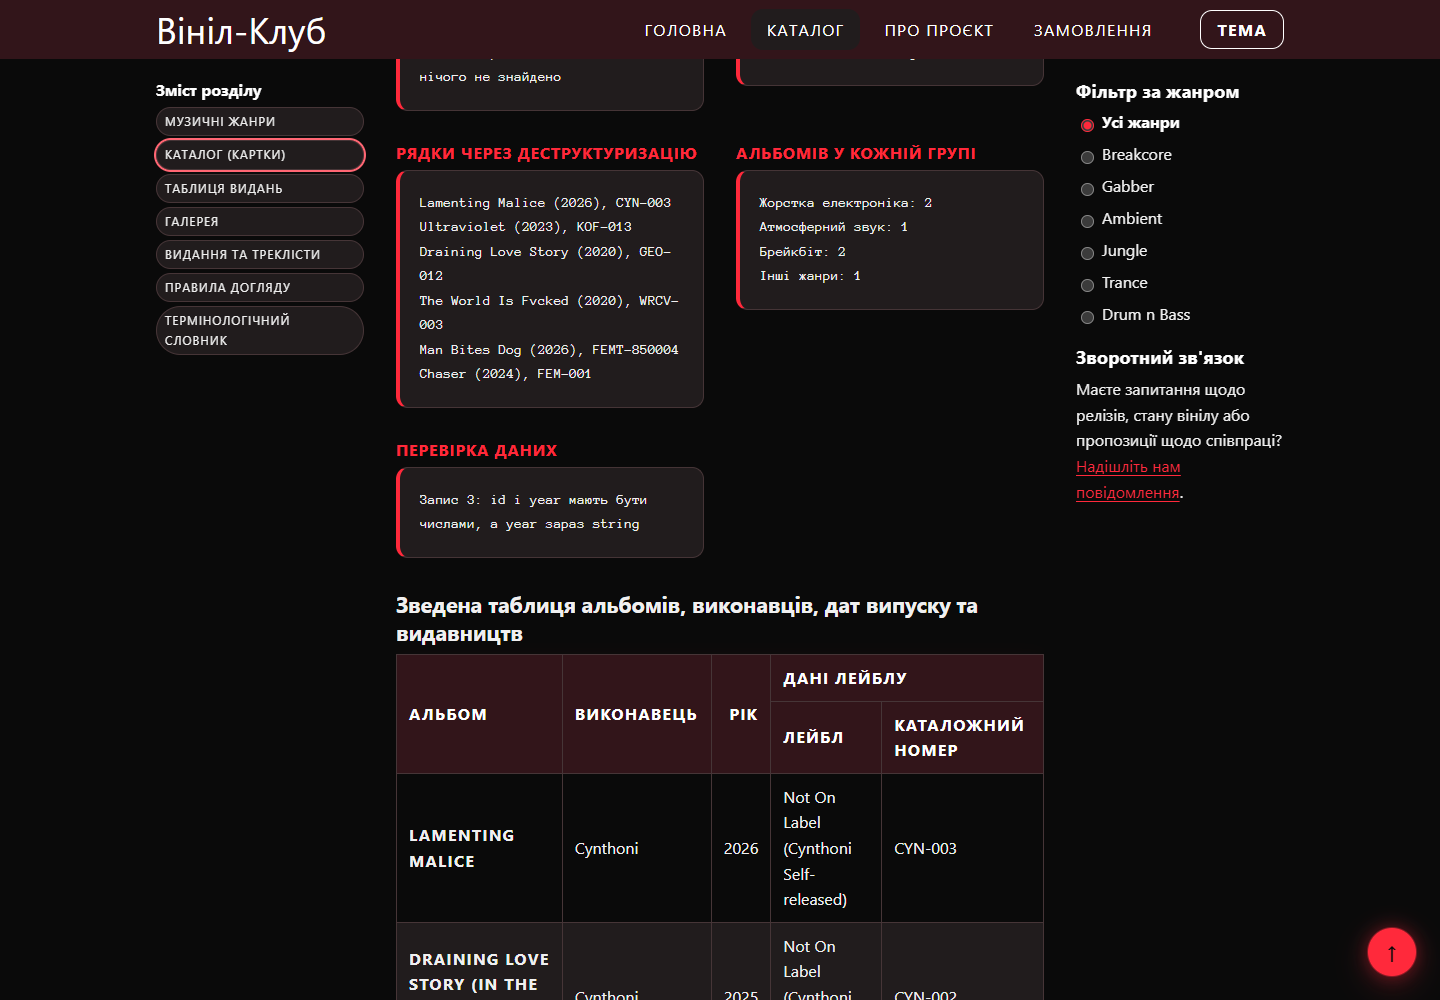 Вініл-Клуб
ГОЛОВНА
КАТАЛОГ
ПРО ПРОЄКТ
ЗАМОВЛЕННЯ
ТЕМА
Зміст розділу
МУЗИЧНІ ЖАНРИ
КАТАЛОГ (КАРТКИ)
ТАБЛИЦЯ ВИДАНЬ
ГАЛЕРЕЯ
ВИДАННЯ ТА ТРЕКЛІСТИ
ПРАВИЛА ДОГЛЯДУ
ТЕРМІНОЛОГІЧНИЙ
СЛОВНИК
нічого не знайдено
РЯДКИ ЧЕРЕЗ ДЕСТРУКТУРИЗАЦІЮ
Lamenting Malice (2026), CYN-003
Ultraviolet (2023), KOF-013
Draining Love Story (2020), GEO-
012
The World Is Fvcked (2020), WRCV-
003
Man Bites Dog (2026), FEMT-850004
Chaser (2024), FEM-001
АЛЬБОМІВ У КОЖНІЙ ГРУПІ
Жорстка електроніка: 2
Атмосферний звук: 1
Брейкбіт: 2
Інші жанри: 1
ПЕРЕВІРКА ДАНИХ
Запис 3: id і year мають бути
числами, а year зараз string
Зведена таблиця альбомів, виконавців, дат випуску та
видавництв
АЛЬБОМ
ВИКОНАВЕЦЬ
РІК
ДАНІ ЛЕЙБЛУ
ЛЕЙБЛ
КАТАЛОЖНИЙ
НОМЕР
LAMENTING
MALICE
Cynthoni
2026
Not On
Label
(Cynthoni
Self-
released)
CYN-003
DRAINING LOVE
STORY (IN THE
Cynthoni
2025
Not On
Label
(Cynthoni
CYN-002
Фільтр за жанром
Усі жанри
Breakcore
Gabber
Ambient
Jungle
Trance
Drum n Bass
Зворотний зв'язок
Маєте запитання щодо
релізів, стану вінілу або
пропозиції щодо співпраці?
Надішліть нам
повідомлення.
↑